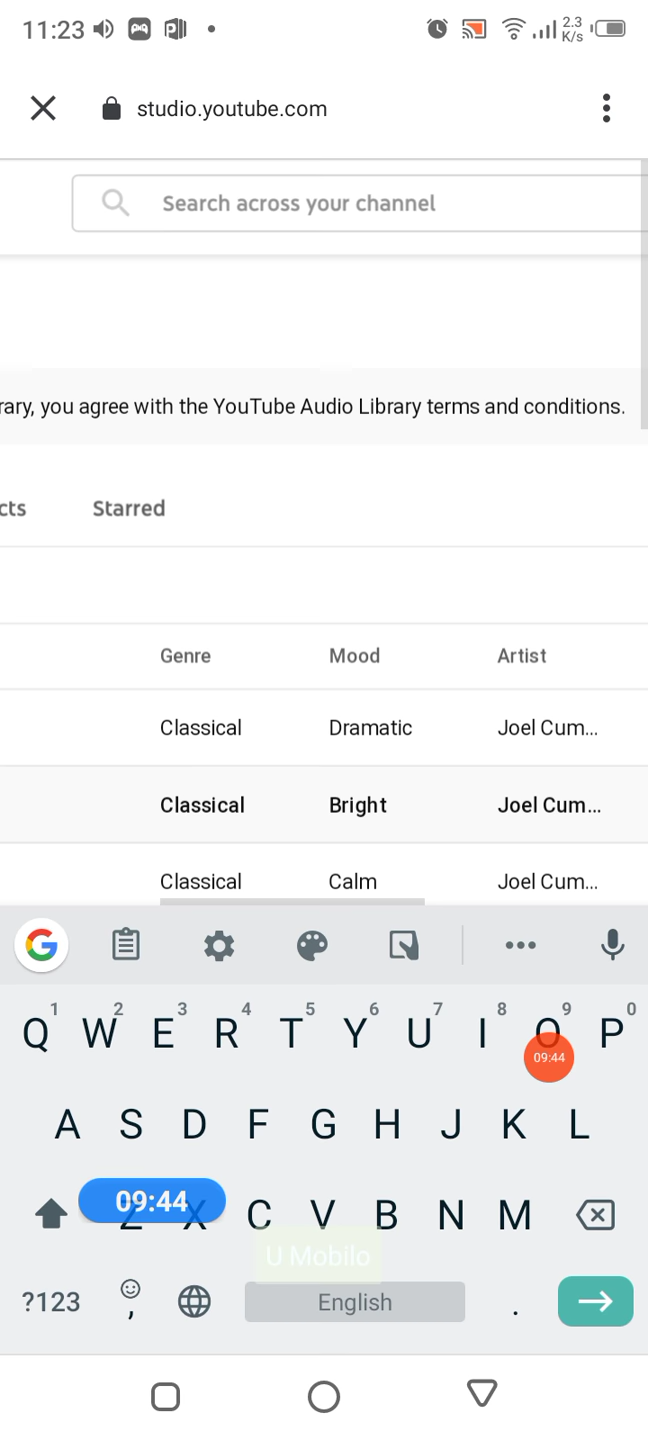 11:23 2.3 K/s
studio.youtube.com
Search across your channel
rary, you agree with the YouTube Audio Library terms and conditions.
cts Starred
Genre Mood Artist
Classical Dramatic Joel Cum...
Classical Bright Joel Cum...
Classical Calm Joel Cum...
G
1 2 3 4 5 6 7 8 9 0
Q W E R T Y U I O P
09:44
A S D F G H J K L
09:44
Z X C V B N M
U Mobilo
?123 , English .